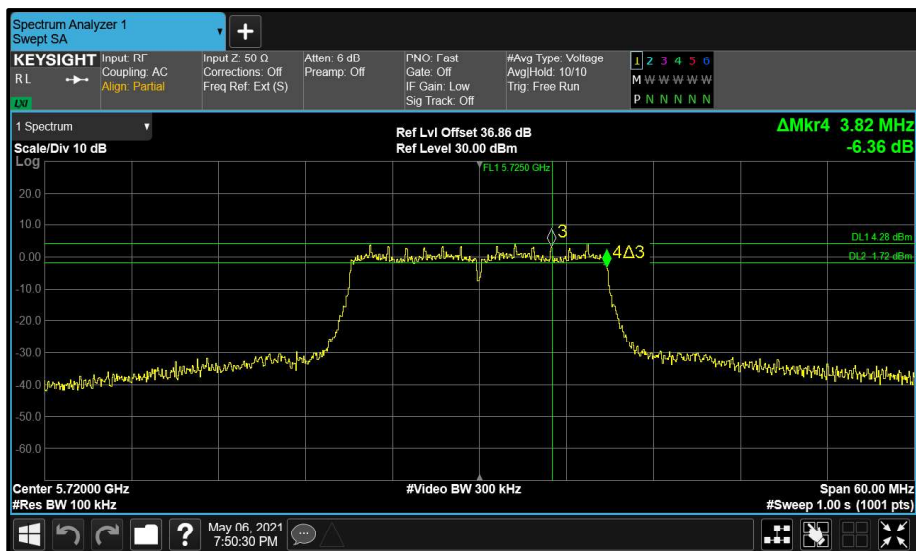 Spectrum Analyzer 1
Swept SA
+
KEYSIGHT Input: RF Input Z: 50 Ω Atten: 6 dB PNO: Fast #Avg Type: Voltage 1 2 3 4 5 6
RL Coupling: AC Corrections: Off Preamp: Off Gate: Off Avg|Hold: 10/10 M W W W W W
Align: Partial Freq Ref: Ext (S) IF Gain: Low Trig: Free Run
LXI Sig Track: Off P N N N N N
1 Spectrum
Ref Lvl Offset 36.86 dB ΔMkr4 3.82 MHz
Scale/Div 10 dB Ref Level 30.00 dBm -6.36 dB
Log
FL1 5.7250 GHz
20.0
10.0
3
DL1 4.28 dBm
4Δ3
0.00
DL2 -1.72 dBm
-10.0
-20.0
-30.0
-40.0
-50.0
-60.0
Center 5.72000 GHz #Video BW 300 kHz Span 60.00 MHz
#Res BW 100 kHz #Sweep 1.00 s (1001 pts)
? May 06, 2021
7:50:30 PM